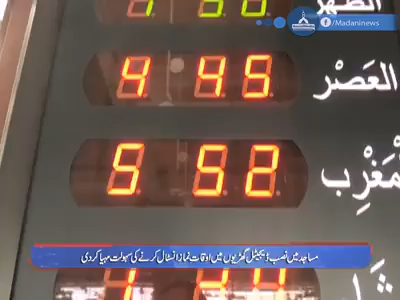 الظهر
/Madaninews
4 45 العَصْر
5 52 المَغْرِب
مساجد میں نصب ڈیجیٹل گھڑیوں میں اوقات نماز انسٹال کرنے کی سہولت مہیا کردی